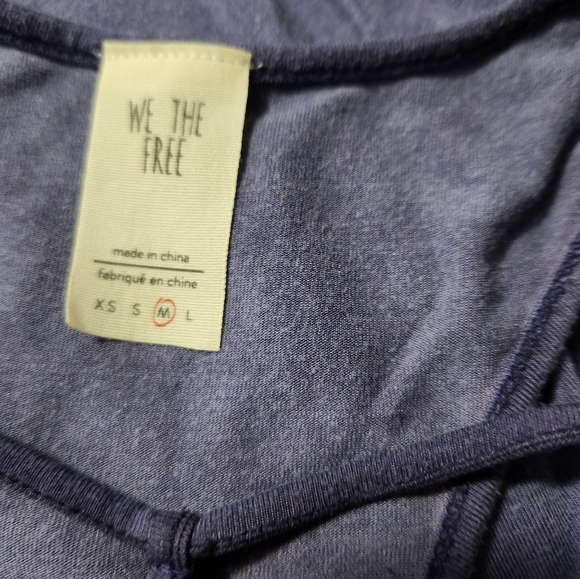 WE THE
FREE
made in china
fabriqué en chine
XS S M L